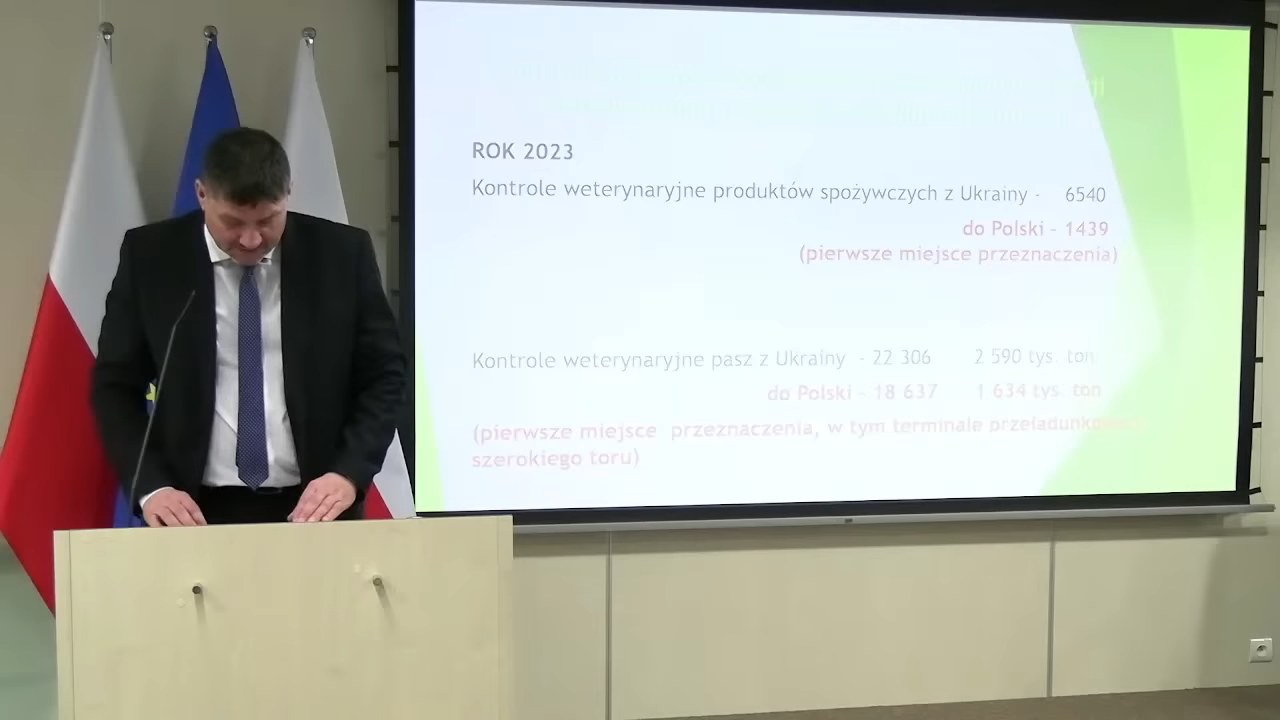 ROK 2023
Kontrole weterynaryjne produktów spożywczych z Ukrainy - 6540
do Polski - 1439
(pierwsze miejsce przeznaczenia)
Kontrole weterynaryjne pasz z Ukrainy - 22 306 2 590 tys. ton
do Polski - 18 637 1 634 tys. ton
(pierwsze miejsce przeznaczenia, w tym terminale
szerokiego toru)